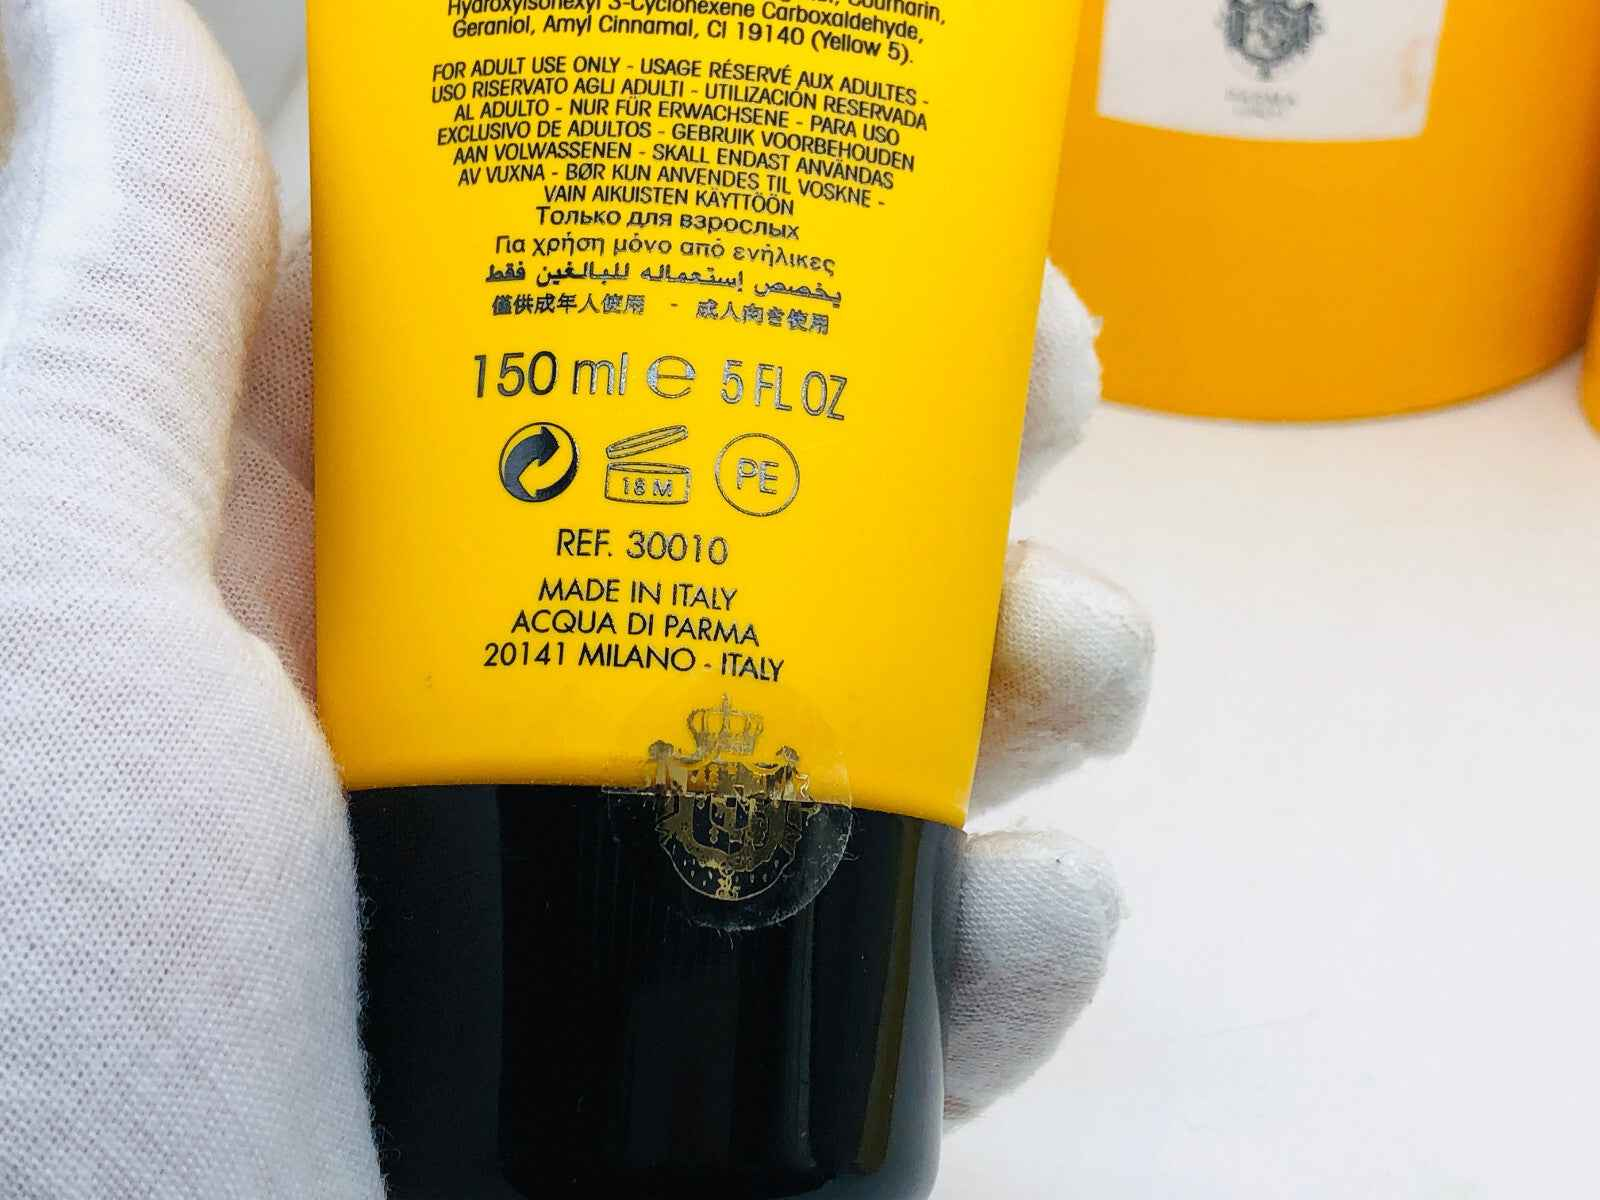 Coumarin,
Hydroxyisohexyl 3-Cyclohexene Carboxaldehyde,
Geraniol, Amyl Cinnamal, CI 19140 (Yellow 5).
FOR ADULT USE ONLY - USAGE RÉSERVÉ AUX ADULTES -
USO RISERVATO AGLI ADULTI - UTILIZACIÓN RESERVADA
AL ADULTO - NUR FÜR ERWACHSENE - PARA USO
EXCLUSIVO DE ADULTOS - GEBRUIK VOORBEHOUDEN
AAN VOLWASSENEN - SKALL ENDAST ANVÄNDAS
AV VUXNA - BØR KUN ANVENDES TIL VOSKNE -
VAIN AIKUISTEN KÄYTTÖÖN
Только для взрослых
Για χρήση μόνο από ενήλικες
يخصص إستعماله للبالغين فقط
僅供成年人使用 - 成人向き使用
150 ml e 5 FL OZ
18 M
PE
REF. 30010
MADE IN ITALY
ACQUA DI PARMA
20141 MILANO - ITALY